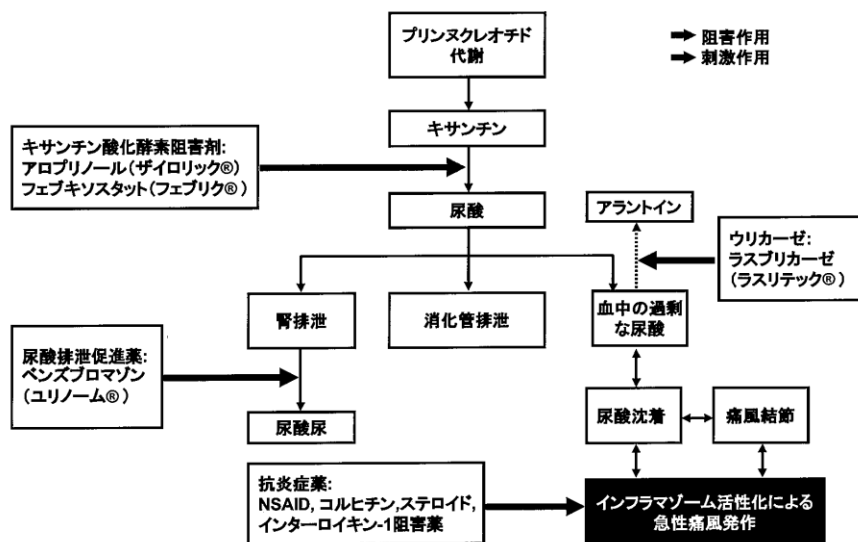 プリンヌクレオチド
代謝
阻害作用
刺激作用
キサンチン
キサンチン酸化酵素阻害剤:
アロプリノール(ザイロリック®)
フェブキソスタット(フェブリク®)
尿酸
アラントイン
ウリカーゼ:
ラスブリカーゼ
(ラスリテック®)
腎排泄
消化管排泄
血中の過剰
な尿酸
尿酸排泄促進薬:
ベンズブロマゾン
(ユリノーム®)
尿酸尿
尿酸沈着
痛風結節
抗炎症薬:
NSAID, コルヒチン,ステロイド,
インターロイキン-1阻害薬
インフラマゾーム活性化による
急性痛風発作